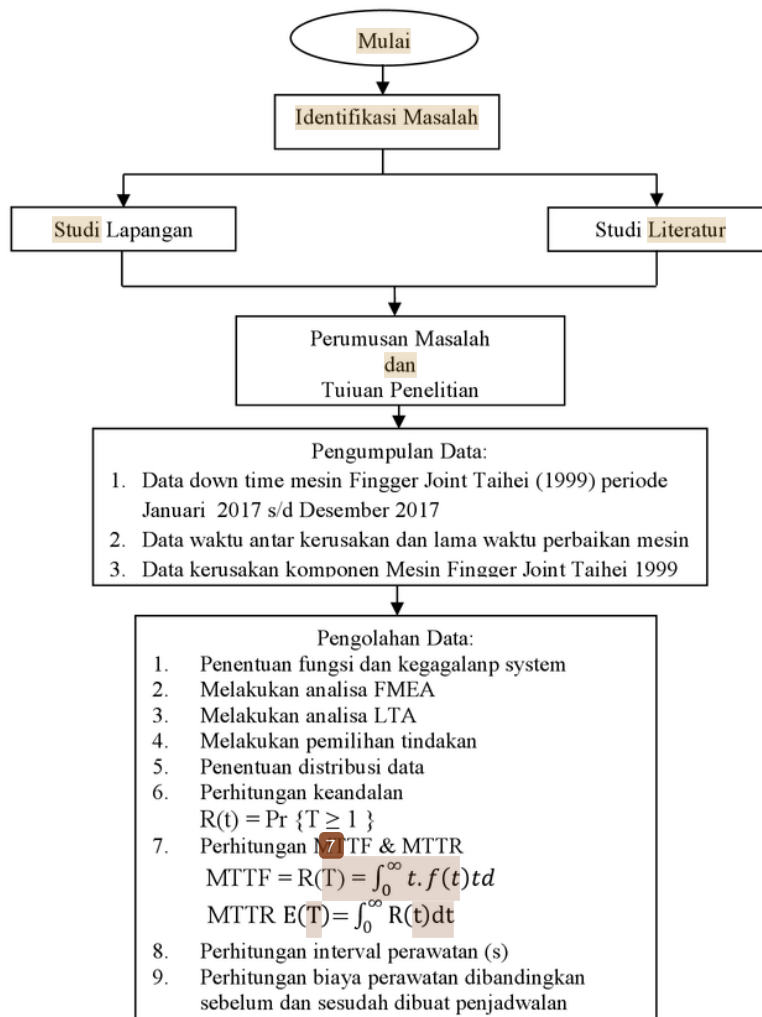 Mulai
Identifikasi Masalah
Studi Lapangan
Studi Literatur
Perumusan Masalah
dan
Tuiuan Penelitian
Pengumpulan Data:
1. Data down time mesin Fingger Joint Taihei (1999) periode
Januari 2017 s/d Desember 2017
2. Data waktu antar kerusakan dan lama waktu perbaikan mesin
3. Data kerusakan komponen Mesin Fingger Joint Taihei 1999
Pengolahan Data:
1. Penentuan fungsi dan kegagalanp system
2. Melakukan analisa FMEA
3. Melakukan analisa LTA
4. Melakukan pemilihan tindakan
5. Penentuan distribusi data
6. Perhitungan keandalan
R(t) = Pr {T ≥ 1 }
7. Perhitungan 7TF & MTTR
MTTF = R(T) = ∫₀^∞ t.f(t)td
MTTR E(T)= ∫₀^∞ R(t)dt
8. Perhitungan interval perawatan (s)
9. Perhitungan biaya perawatan dibandingkan
sebelum dan sesudah dibuat penjadwalan